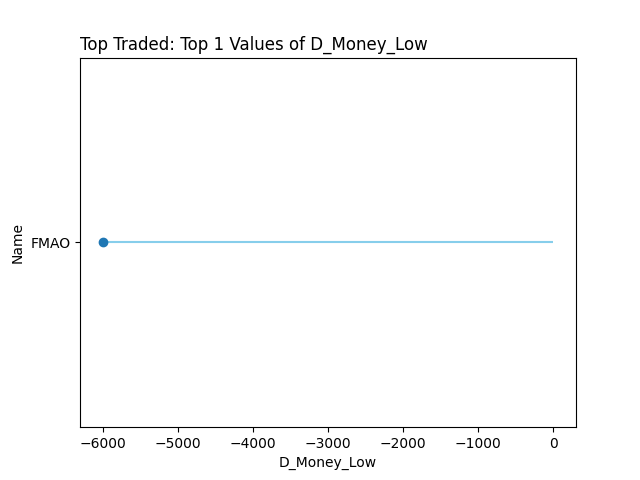 Top Traded: Top 1 Values of D_Money_Low
Name
FMAO
−6000 −5000 −4000 −3000 −2000 −1000 0
D_Money_Low